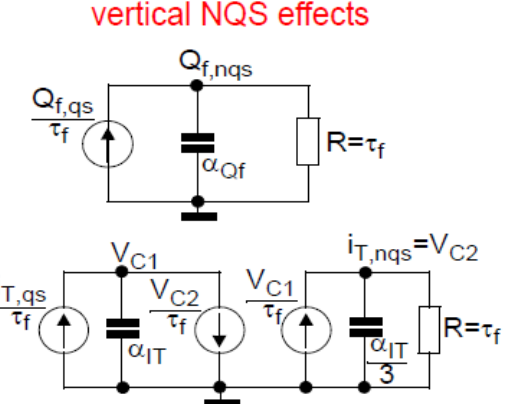 vertical NQS effects
Q_f,nqs
Q_f,qs
τ_f
α_Qf
R=τ_f
V_C1
i_T,nqs=V_C2
T,qs
τ_f
α_IT
V_C2
τ_f
V_C1
τ_f
α_IT
3
R=τ_f